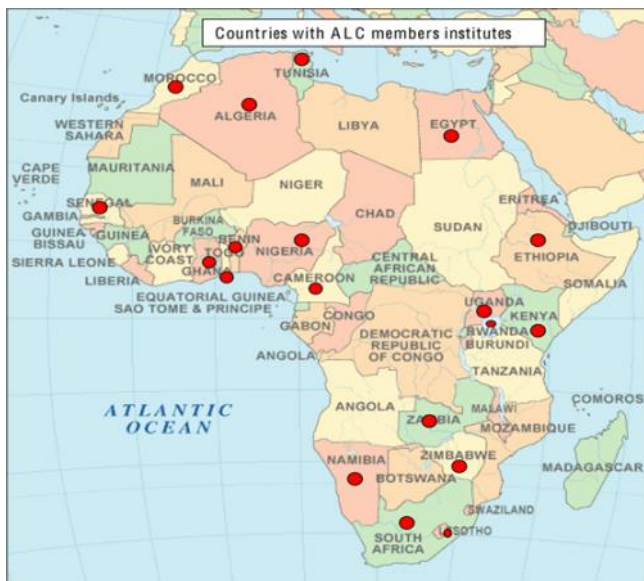 Countries with ALC members institutes
MOROCCO
TUNISIA
Canary Islands
ALGERIA
LIBYA
EGYPT
WESTERN
SAHARA
MAURITANIA
CAPE
VERDE
MALI
NIGER
CHAD
SUDAN
ERITREA
SENEGAL
GAMBIA
GUINEA
BISSAU
GUINEA
BURKINA
FASO
BENIN
NIGERIA
DJIBOUTI
ETHIOPIA
SIERRA LEONE
IVORY
COAST
TOGO
GHANA
LIBERIA
CENTRAL
AFRICAN
REPUBLIC
SOMALIA
CAMEROON
EQUATORIAL GUINEA
SAO TOME & PRINCIPE
UGANDA
KENYA
GABON
CONGO
DEMOCRATIC
REPUBLIC
OF CONGO
RWANDA
BURUNDI
ANGOLA
TANZANIA
ATLANTIC
OCEAN
ANGOLA
ZAMBIA
MALAWI
COMOROS
MOZAMBIQUE
NAMIBIA
ZIMBABWE
BOTSWANA
MADAGASCAR
SWAZILAND
LESOTHO
SOUTH
AFRICA